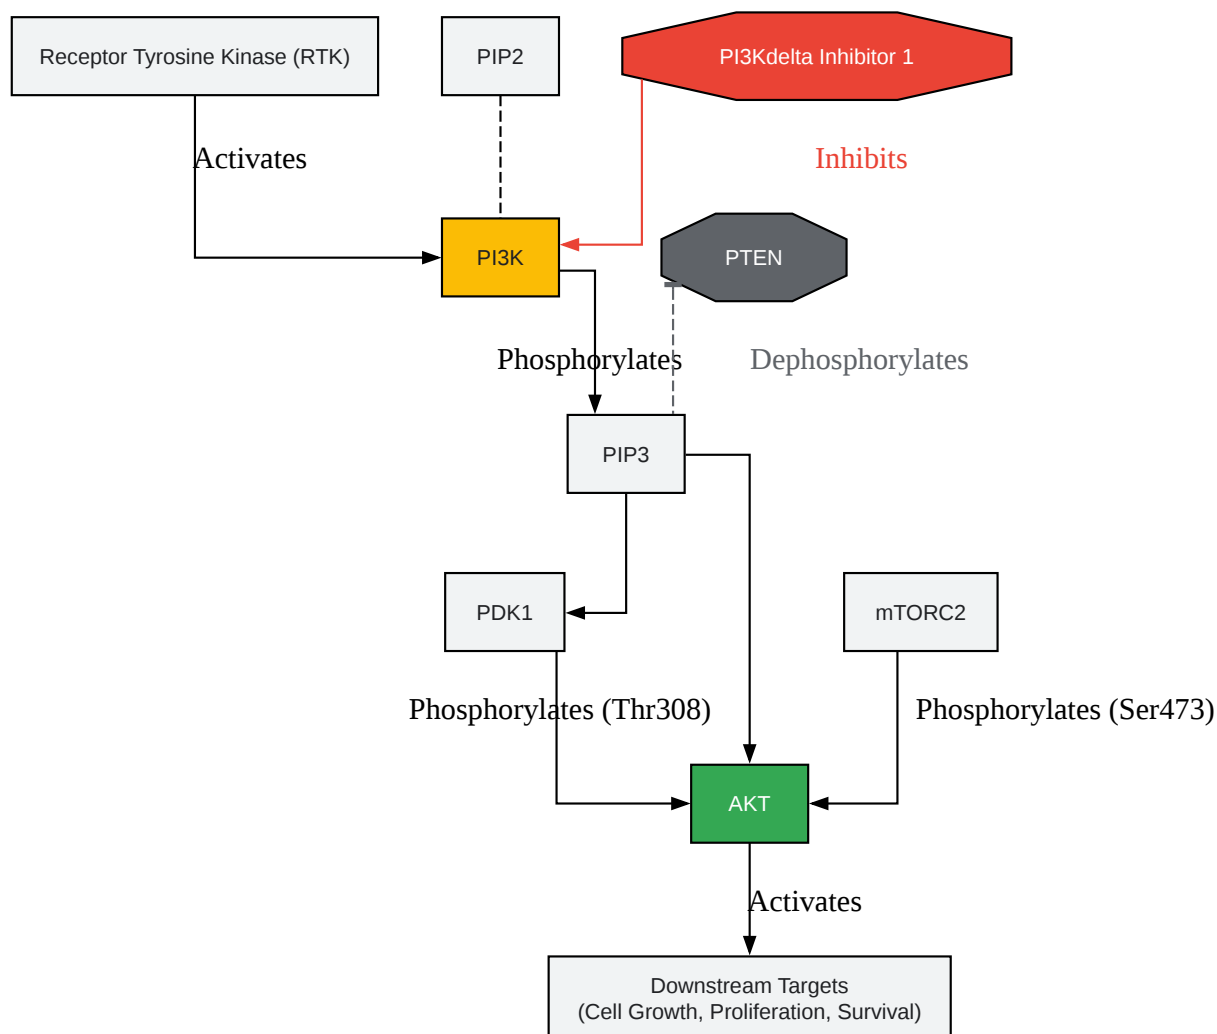 Receptor Tyrosine Kinase (RTK)
PIP2
PI3Kdelta Inhibitor 1
Activates
Inhibits
PI3K
PTEN
Phosphorylates
Dephosphorylates
PIP3
PDK1
mTORC2
Phosphorylates (Thr308)
Phosphorylates (Ser473)
AKT
Activates
Downstream Targets
(Cell Growth, Proliferation, Survival)